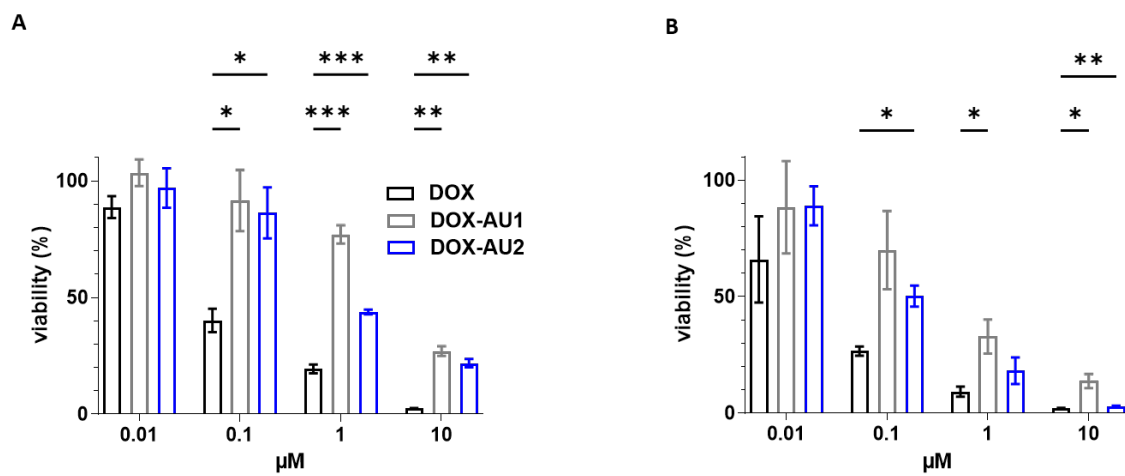 A
* *** **
* *** **
viability (%)
100
50
0
DOX
DOX-AU1
DOX-AU2
0.01 0.1 1 10
µM
B
**
* * *
viability (%)
100
50
0
0.01 0.1 1 10
µM